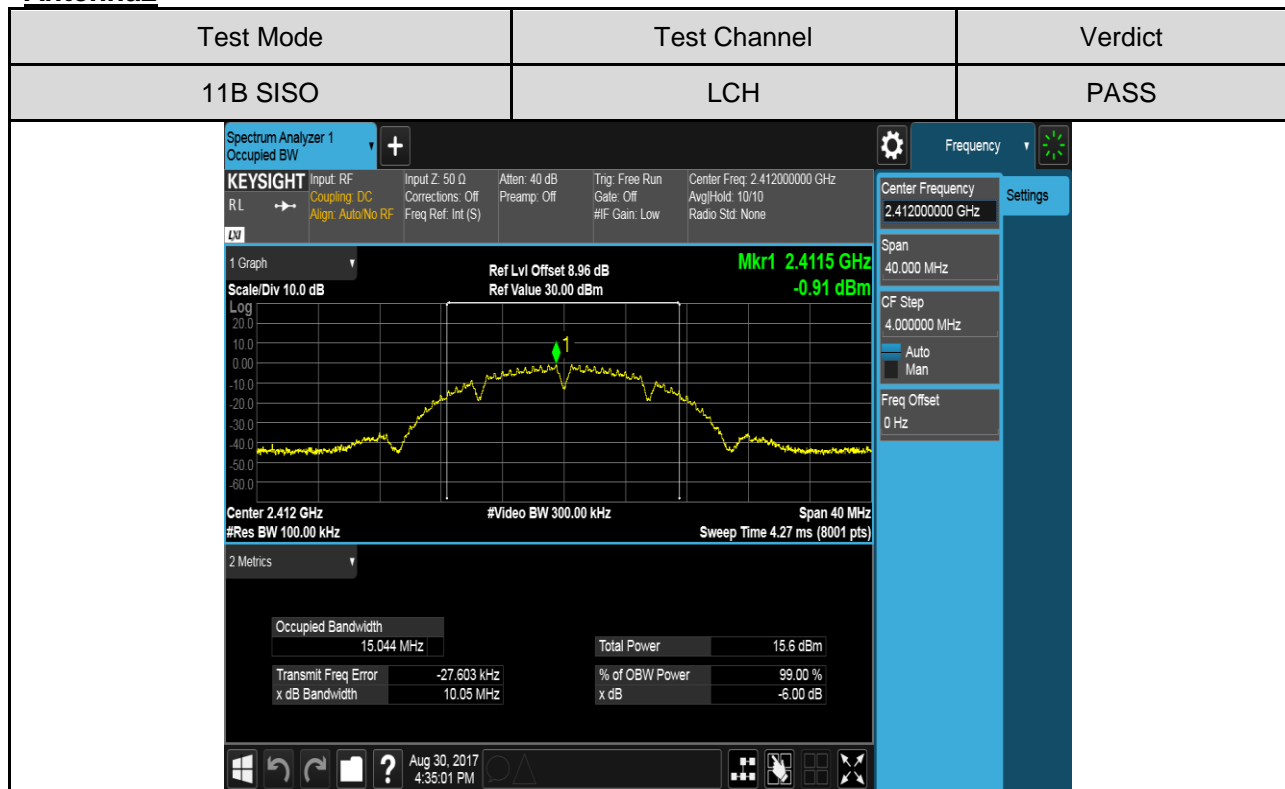 Antenna2
Test Mode Test Channel Verdict
11B SISO LCH PASS
Spectrum Analyzer 1
Occupied BW
+
Frequency
KEYSIGHT
RL
LXI
Input: RF
Coupling: DC
Align: Auto/No RF
Input Z: 50 Ω
Corrections: Off
Freq Ref: Int (S)
Atten: 40 dB
Preamp: Off
Trig: Free Run
Gate: Off
#IF Gain: Low
Center Freq: 2.412000000 GHz
Avg|Hold: 10/10
Radio Std: None
Center Frequency
2.412000000 GHz
Settings
Span
40.000 MHz
CF Step
4.000000 MHz
Auto
Man
Freq Offset
0 Hz
1 Graph
Scale/Div 10.0 dB
Ref Lvl Offset 8.96 dB
Ref Value 30.00 dBm
Mkr1 2.4115 GHz
-0.91 dBm
Log
20.0
10.0
0.00
-10.0
-20.0
-30.0
-40.0
-50.0
-60.0
1
Center 2.412 GHz
#Res BW 100.00 kHz
#Video BW 300.00 kHz
Span 40 MHz
Sweep Time 4.27 ms (8001 pts)
2 Metrics
Occupied Bandwidth
15.044 MHz
Total Power 15.6 dBm
Transmit Freq Error -27.603 kHz
% of OBW Power 99.00 %
x dB Bandwidth 10.05 MHz
x dB -6.00 dB
?
Aug 30, 2017
4:35:01 PM